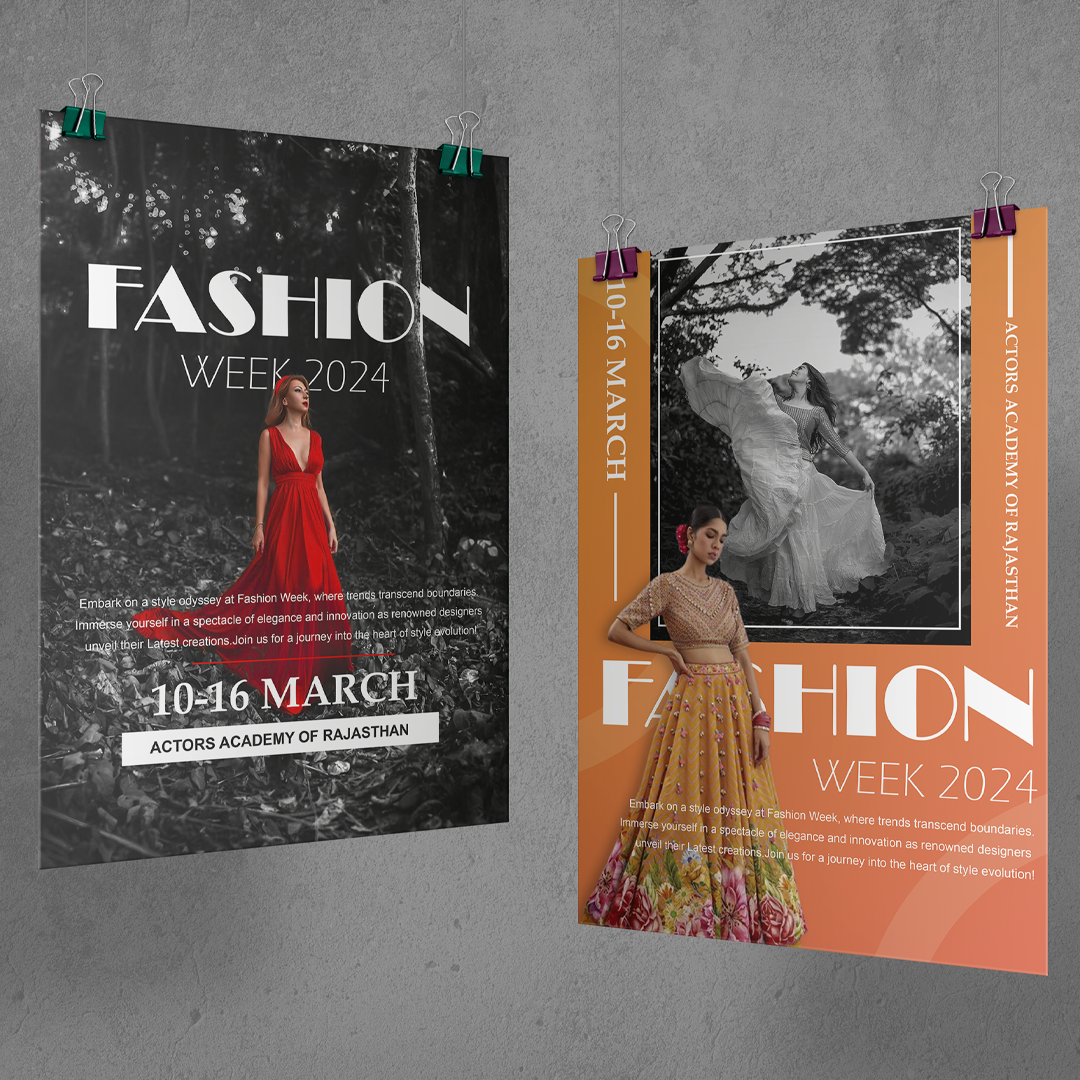 FASHION
WEEK 2024
Embark on a style odyssey at Fashion Week, where trends transcend boundaries.
Immerse yourself in a spectacle of elegance and innovation as renowned designers
unveil their Latest creations.Join us for a journey into the heart of style evolution!
10-16 MARCH
ACTORS ACADEMY OF RAJASTHAN
10-16 MARCH
ACTORS ACADEMY OF RAJASTHAN
FASHION
WEEK 2024
Embark on a style odyssey at Fashion Week, where trends transcend boundaries.
Immerse yourself in a spectacle of elegance and innovation as renowned designers
unveil their Latest creations.Join us for a journey into the heart of style evolution!